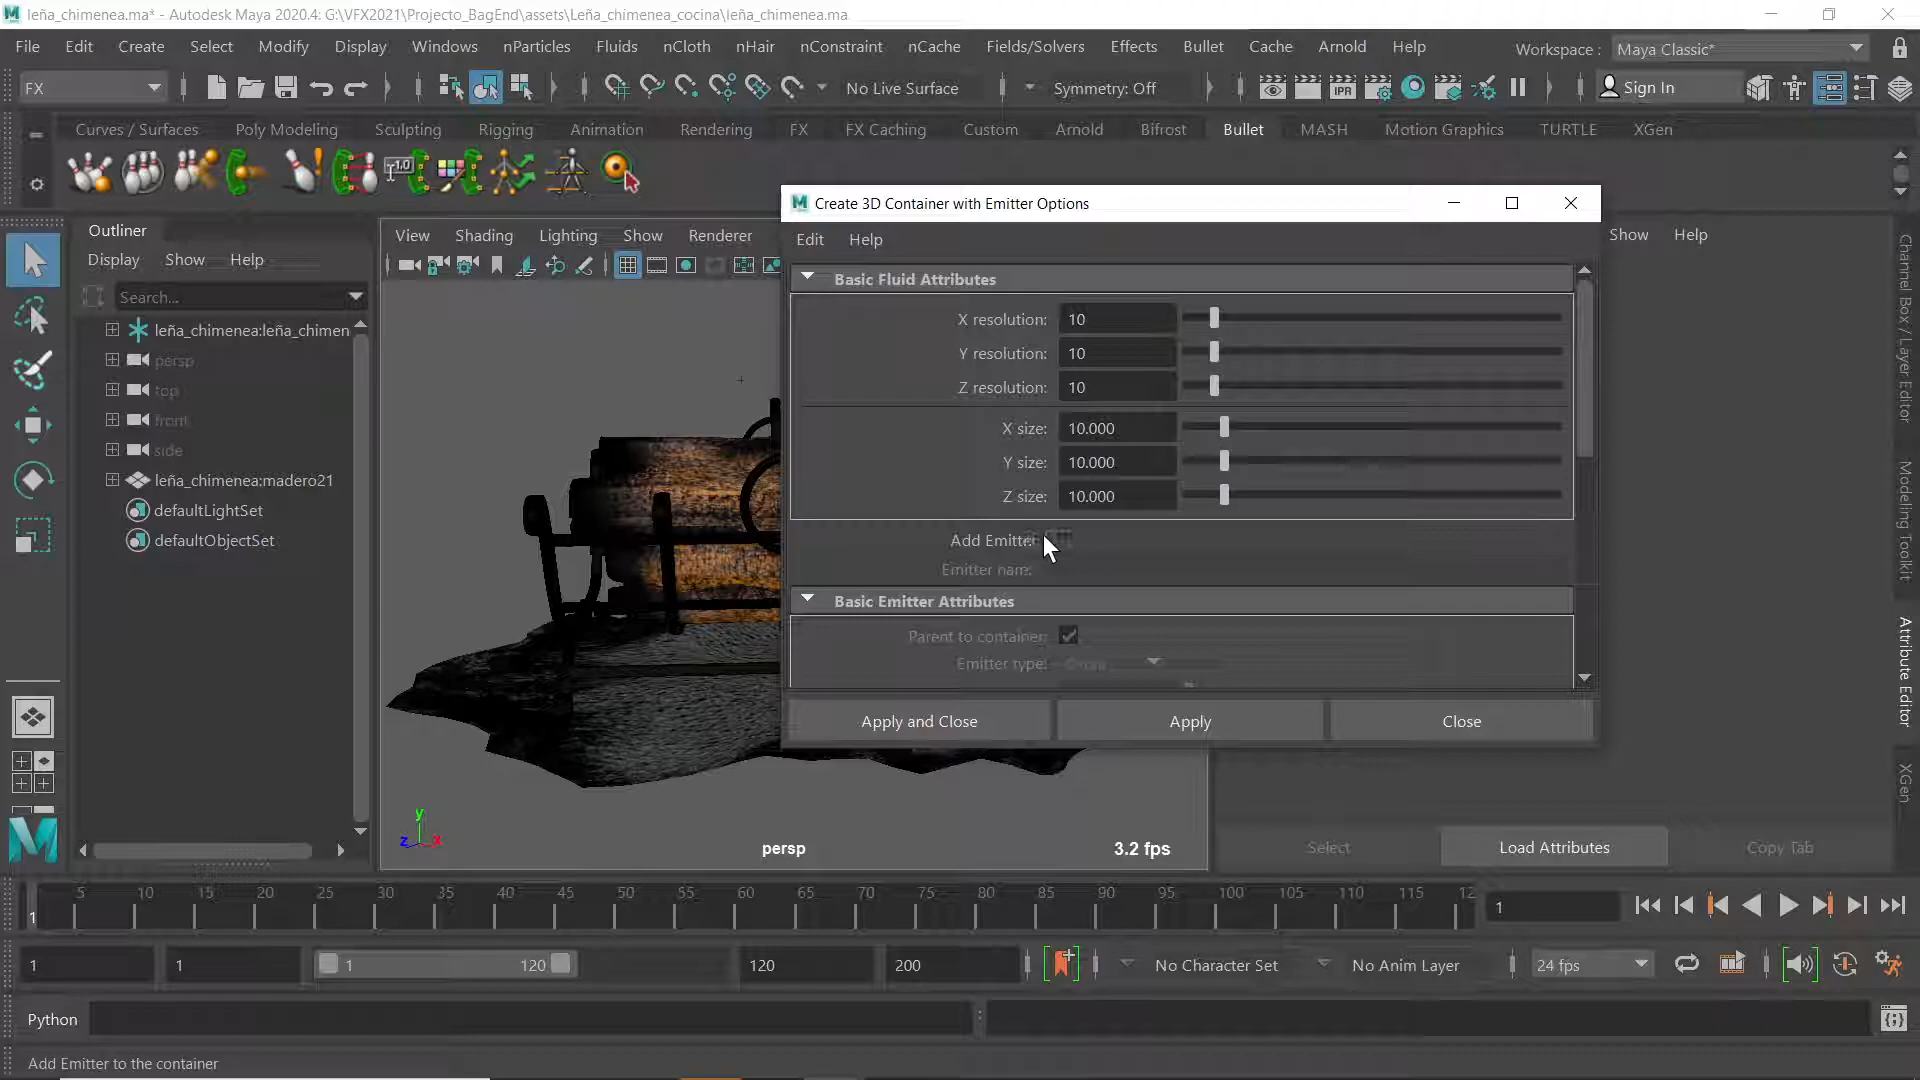 leña_chimenea.ma* - Autodesk Maya 2020.4: G:\VFX2021\Projecto_BagEnd\assets\Leña_chimenea_cocina\leña_chimenea.ma
File Edit Create Select Modify Display Windows nParticles Fluids nCloth nHair nConstraint nCache Fields/Solvers Effects Bullet Cache Arnold Help Workspace : Maya Classic*
FX No Live Surface Symmetry: Off IPR Sign In
Curves / Surfaces Poly Modeling Sculpting Rigging Animation Rendering FX FX Caching Custom Arnold Bifrost Bullet MASH Motion Graphics TURTLE XGen
1.0
Create 3D Container with Emitter Options
Outliner
View Shading Lighting Show Renderer
Edit Help
Show Help
Display Show Help
Search...
leña_chimenea:leña_chimen
persp
top
front
side
leña_chimenea:madero21
defaultLightSet
defaultObjectSet
Basic Fluid Attributes
X resolution: 10
Y resolution: 10
Z resolution: 10
X size: 10.000
Y size: 10.000
Z size: 10.000
Add Emitter
Emitter name:
Basic Emitter Attributes
Parent to container:
Emitter type:
Apply and Close Apply Close
Channel Box / Layer Editor
Modeling Toolkit
Attribute Editor
XGen
y
z x
persp 3.2 fps
Select Load Attributes Copy Tab
1 5 10 15 20 25 30 35 40 45 50 55 60 65 70 75 80 85 90 95 100 105 110 115 12 1
1 1 1 120 120 200 No Character Set No Anim Layer 24 fps
Python
Add Emitter to the container